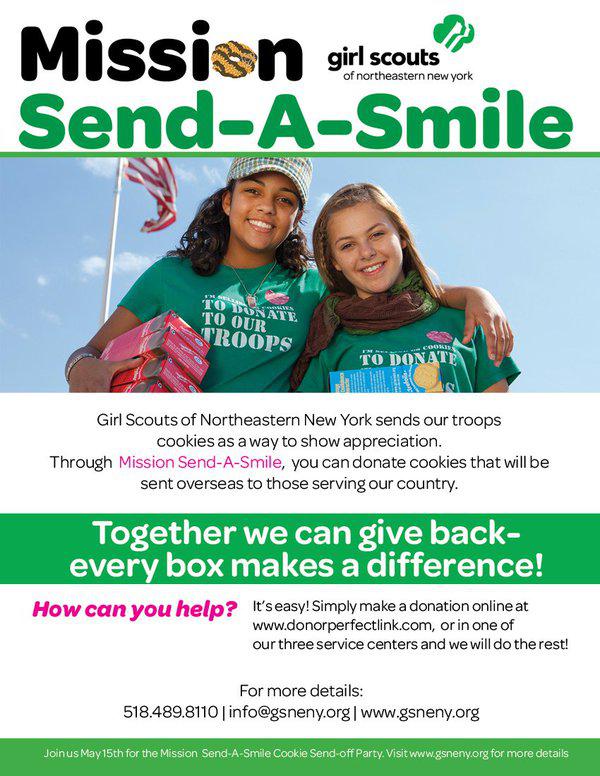 Mission
girl scouts
of northeastern new york
Send-A-Smile
TO DONATE
TO OUR
TROOPS
TO DONATE
Girl Scouts of Northeastern New York sends our troops
cookies as a way to show appreciation.
Through Mission Send-A-Smile, you can donate cookies that will be
sent overseas to those serving our country.
Together we can give back-
every box makes a difference!
How can you help?
It's easy! Simply make a donation online at
www.donorperfectlink.com, or in one of
our three service centers and we will do the rest!
For more details:
518.489.8110 | info@gsneny.org | www.gsneny.org
Join us May 15th for the Mission Send-A-Smile Cookie Send-off Party. Visit www.gsneny.org for more details